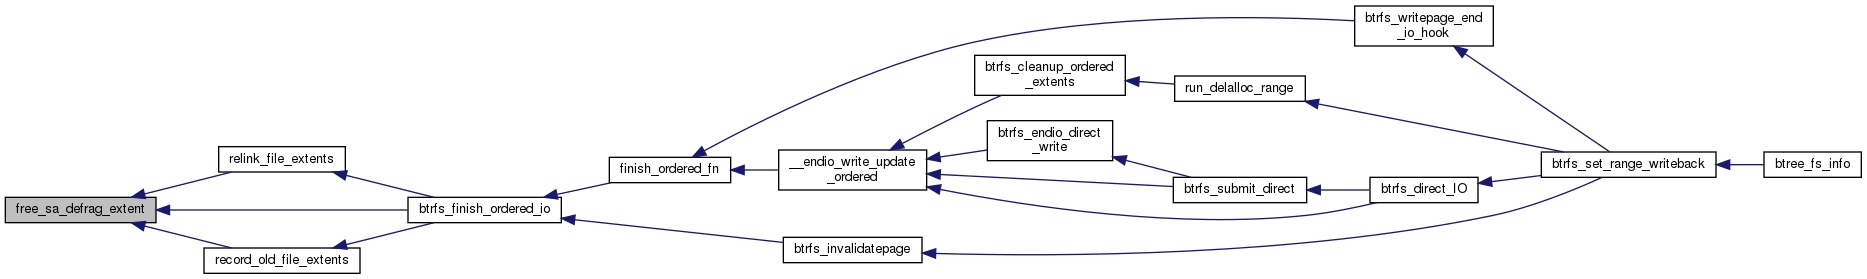 free_sa_defrag_extent
relink_file_extents
record_old_file_extents
btrfs_finish_ordered_io
finish_ordered_fn
btrfs_invalidatepage
__endio_write_update
_ordered
btrfs_cleanup_ordered
_extents
btrfs_endio_direct
_write
run_delalloc_range
btrfs_submit_direct
btrfs_writepage_end
_io_hook
btrfs_direct_IO
btrfs_set_range_writeback
btree_fs_info